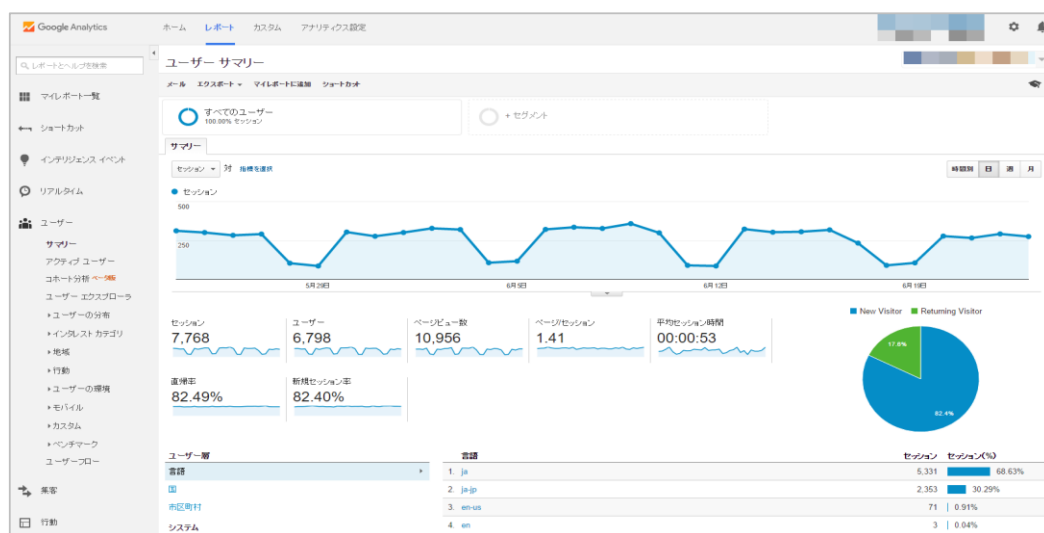 Google Analytics
ホーム レポート カスタム アナリティクス設定
レポートとヘルプを検索
ユーザー サマリー
メール エクスポート マイレポートに追加 ショートカット
マイレポート一覧
ショートカット
インテリジェンス イベント
リアルタイム
ユーザー
サマリー
アクティブ ユーザー
コホート分析 ベータ版
ユーザー エクスプローラ
ユーザーの分布
インタレスト カテゴリ
地域
行動
ユーザーの環境
モバイル
カスタム
ベンチマーク
ユーザーフロー
集客
行動
すべてのユーザー
100.00% セッション
+ セグメント
サマリー
セッション 対 指標を選択
時間別 日 週 月
セッション
500
250
5月29日 6月5日 6月12日 6月19日
セッション
7,768
ユーザー
6,798
ページビュー数
10,956
ページ/セッション
1.41
平均セッション時間
00:00:53
直帰率
82.49%
新規セッション率
82.40%
New Visitor Returning Visitor
17.6%
82.4%
ユーザー層
言語
国
市区町村
システム
言語 セッション セッション(%)
1. ja 5,331 68.63%
2. ja-jp 2,353 30.29%
3. en-us 71 0.91%
4. en 3 0.04%